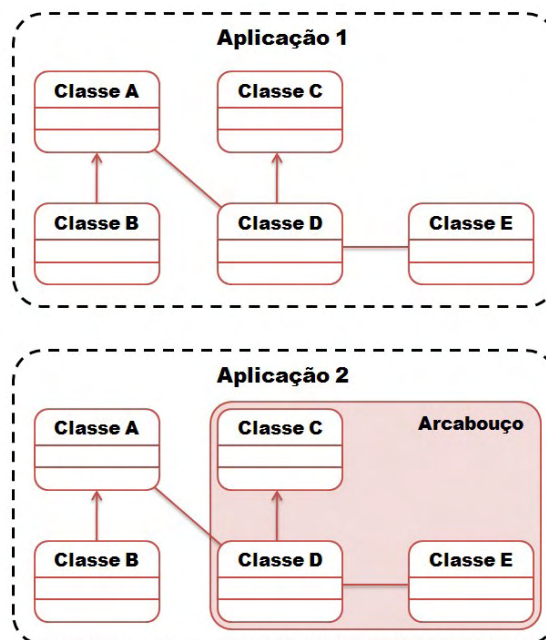 Aplicação 1
Classe A Classe C
Classe B Classe D Classe E
Aplicação 2
Classe A Classe C Arcabouço
Classe B Classe D Classe E